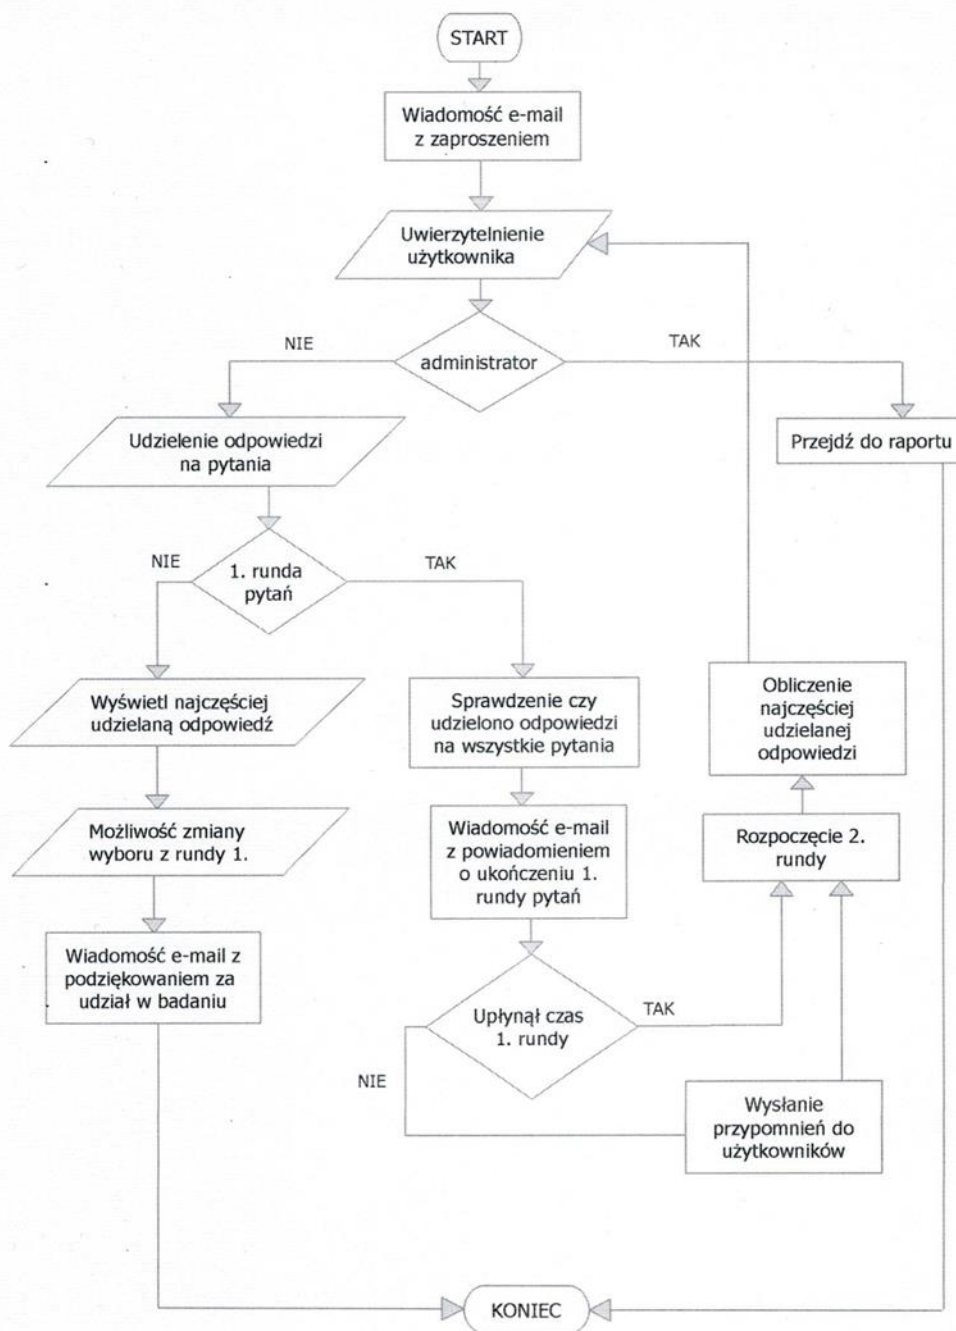 START
Wiadomość e-mail
z zaproszeniem
Uwierzytelnienie
użytkownika
NIE
TAK
administrator
Udzielenie odpowiedzi
na pytania
Przejdź do raportu
NIE
TAK
1. runda
pytań
Wyświetl najczęściej
udzielaną odpowiedź
Sprawdzenie czy
udzielono odpowiedzi
na wszystkie pytania
Obliczenie
najczęściej
udzielanej
odpowiedzi
Możliwość zmiany
wyboru z rundy 1.
Wiadomość e-mail
z powiadomieniem
o ukończeniu 1.
rundy pytań
Rozpoczęcie 2.
rundy
Wiadomość e-mail z
podziękowaniem za
udział w badaniu
Upłynął czas
1. rundy
TAK
NIE
Wysłanie
przypomnień do
użytkowników
KONIEC